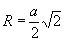 R = a/2 √2